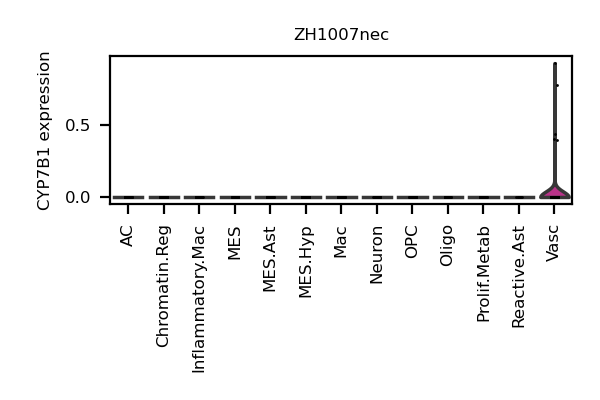 ZH1007nec
CYP7B1 expression
0.5
0.0
AC
Chromatin.Reg
Inflammatory.Mac
MES
MES.Ast
MES.Hyp
Mac
Neuron
OPC
Oligo
Prolif.Metab
Reactive.Ast
Vasc